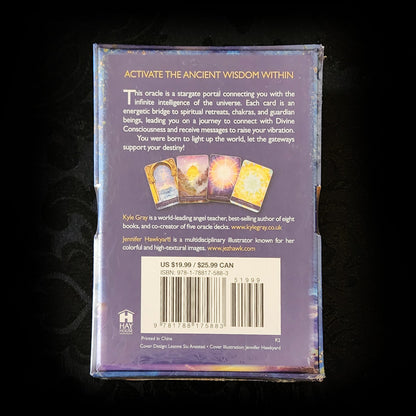 ACTIVATE THE ANCIENT WISDOM WITHIN
This oracle is a stargate portal connecting you with the
infinite intelligence of the universe. Each card is an
energetic bridge to spiritual retreats, chakras, and guardian
beings, leading you on a journey to connect with Divine
Consciousness and receive messages to raise your vibration.
You were born to light up the world, let the gateways
support your destiny!
Kyle Gray is a world-leading angel teacher, best-selling author of eight
books, and co-creator of five oracle decks. www.kylegray.co.uk
Jennifer Hawkyard is a multidisciplinary illustrator known for her
colorful and high-textural images. www.jezhawk.com
US $19.99 / $25.99 CAN
ISBN: 978-1-78817-588-3
51999
9 781788 175883
HAY
HOUSE
Printed in China
R2
Cover Design: Leanne Siu Anastasi • Cover Illustration: Jennifer Hawkyard